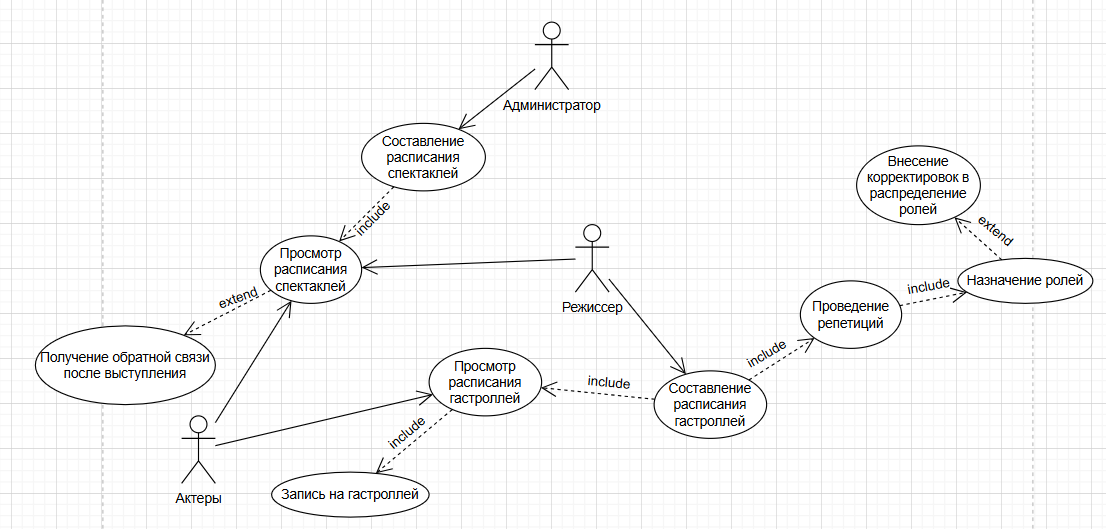 Администратор
Составление
расписания
спектаклей
include
Внесение
корректировок в
распределение
ролей
extend
Просмотр
расписания
спектаклей
extend
Режиссер
Назначение ролей
include
Проведение
репетиций
include
Получение обратной связи
после выступления
Просмотр
расписания
гастроллей
include
Составление
расписания
гастроллей
include
Актеры
Запись на гастроллей